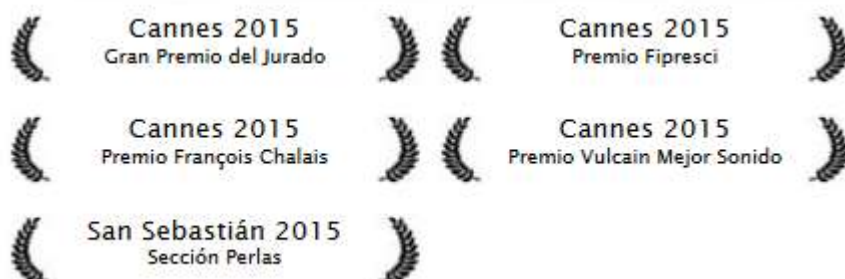 Cannes 2015
Gran Premio del Jurado
Cannes 2015
Premio Fipresci
Cannes 2015
Premio François Chalais
Cannes 2015
Premio Vulcain Mejor Sonido
San Sebastián 2015
Sección Perlas